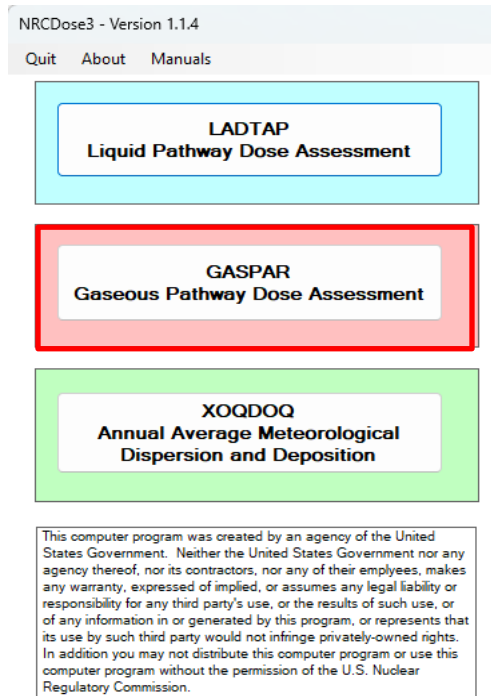 NRCDose3 - Version 1.1.4
Quit About Manuals
LADTAP
Liquid Pathway Dose Assessment
GASPAR
Gaseous Pathway Dose Assessment
XOQDOQ
Annual Average Meteorological
Dispersion and Deposition
This computer program was created by an agency of the United
States Government. Neither the United States Government nor any
agency thereof, nor its contractors, nor any of their emplyees, makes
any warranty, expressed of implied, or assumes any legal liability or
responsibility for any third party's use, or the results of such use, or
of any information in or generated by this program, or represents that
its use by such third party would not infringe privately-owned rights.
In addition you may not distribute this computer program or use this
computer program without the permission of the U.S. Nuclear
Regulatory Commission.